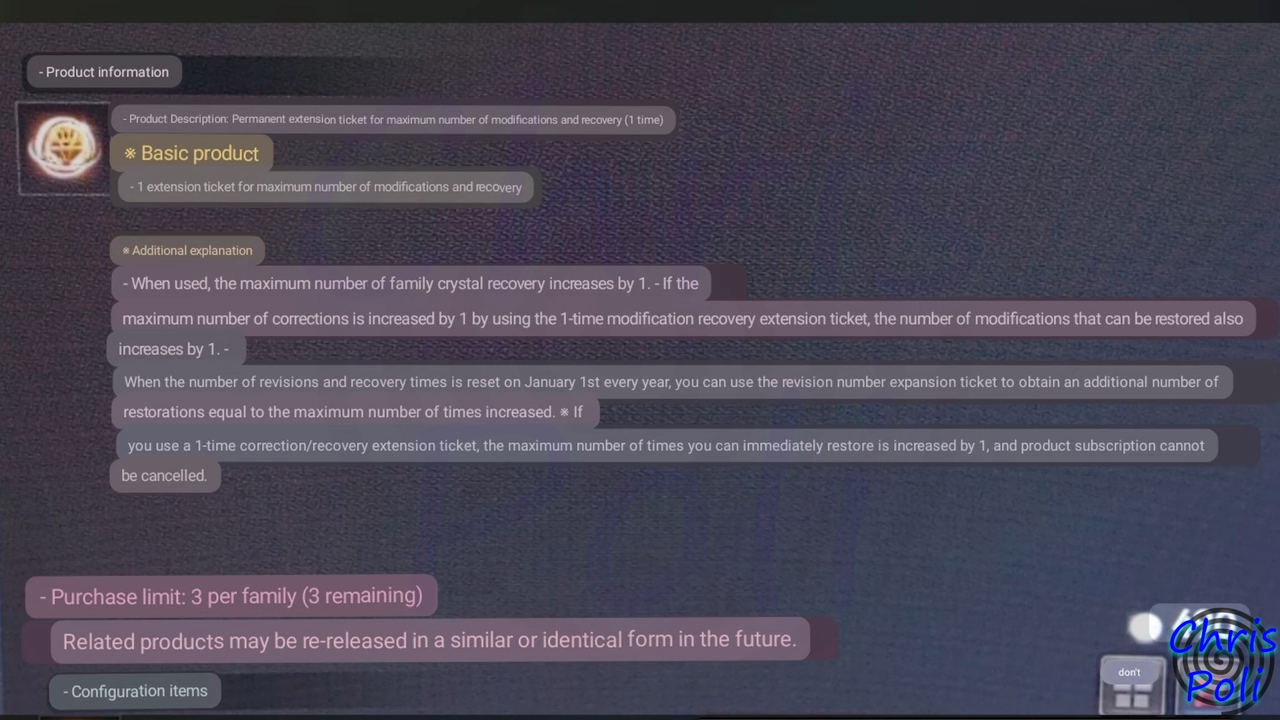 - Product information
- Product Description: Permanent extension ticket for maximum number of modifications and recovery (1 time)
※ Basic product
- 1 extension ticket for maximum number of modifications and recovery
※ Additional explanation
- When used, the maximum number of family crystal recovery increases by 1. - If the
maximum number of corrections is increased by 1 by using the 1-time modification recovery extension ticket, the number of modifications that can be restored also
increases by 1. -
When the number of revisions and recovery times is reset on January 1st every year, you can use the revision number expansion ticket to obtain an additional number of
restorations equal to the maximum number of times increased. ※ If
you use a 1-time correction/recovery extension ticket, the maximum number of times you can immediately restore is increased by 1, and product subscription cannot
be cancelled.
- Purchase limit: 3 per family (3 remaining)
Related products may be re-released in a similar or identical form in the future.
- Configuration items
don't
Chris
Poli